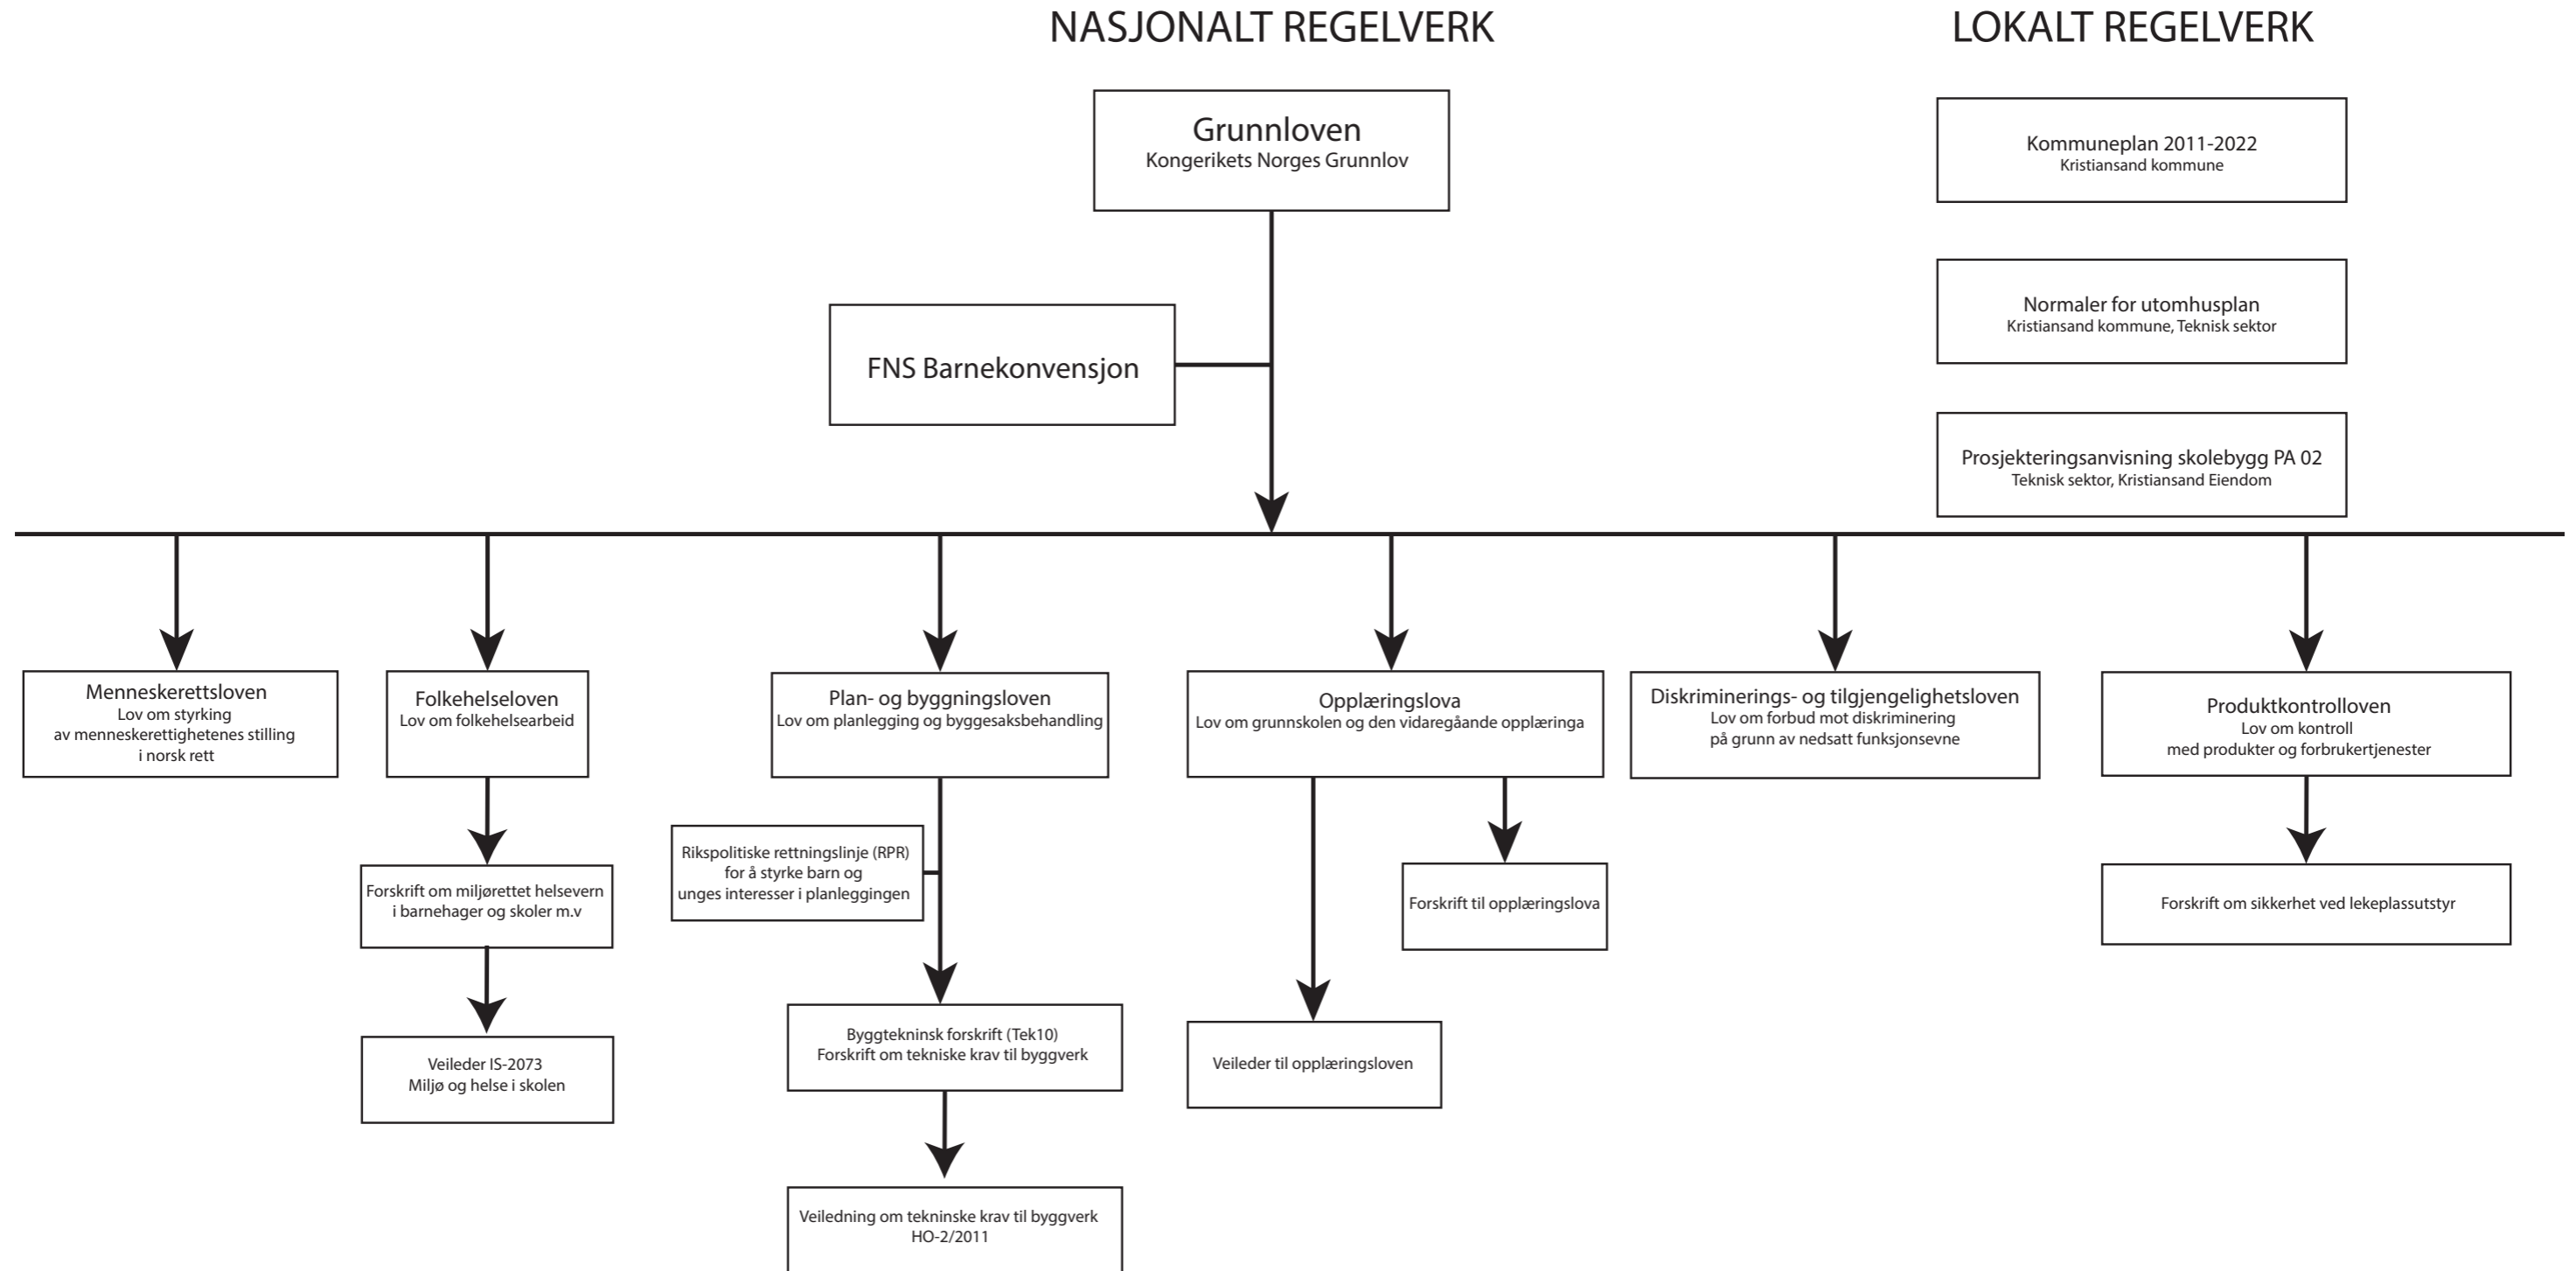 NASJONALT REGELVERK
LOKALT REGELVERK
Grunnloven
Kongerikets Norges Grunnlov
Kommuneplan 2011-2022
Kristiansand kommune
Normaler for utomhusplan
Kristiansand kommune, Teknisk sektor
FNS Barnekonvensjon
Prosjekteringsanvisning skolebygg PA 02
Teknisk sektor, Kristiansand Eiendom
Menneskerettsloven
Lov om styrking
av menneskerettighetenes stilling
i norsk rett
Folkehelseloven
Lov om folkehelsearbeid
Plan- og byggningsloven
Lov om planlegging og byggesaksbehandling
Opplæringslova
Lov om grunnskolen og den vidaregåande opplæringa
Diskriminerings- og tilgjengelighetsloven
Lov om forbud mot diskriminering
på grunn av nedsatt funksjonsevne
Produktkontrolloven
Lov om kontroll
med produkter og forbrukertjenester
Rikspolitiske rettningslinje (RPR)
for å styrke barn og
unges interesser i planleggingen
Forskrift om miljørettet helsevern
i barnehager og skoler m.v
Forskrift til opplæringslova
Forskrift om sikkerhet ved lekeplassutstyr
Byggtekninsk forskrift (Tek10)
Forskrift om tekniske krav til byggverk
Veileder IS-2073
Miljø og helse i skolen
Veileder til opplæringsloven
Veiledning om tekninske krav til byggverk
HO-2/2011